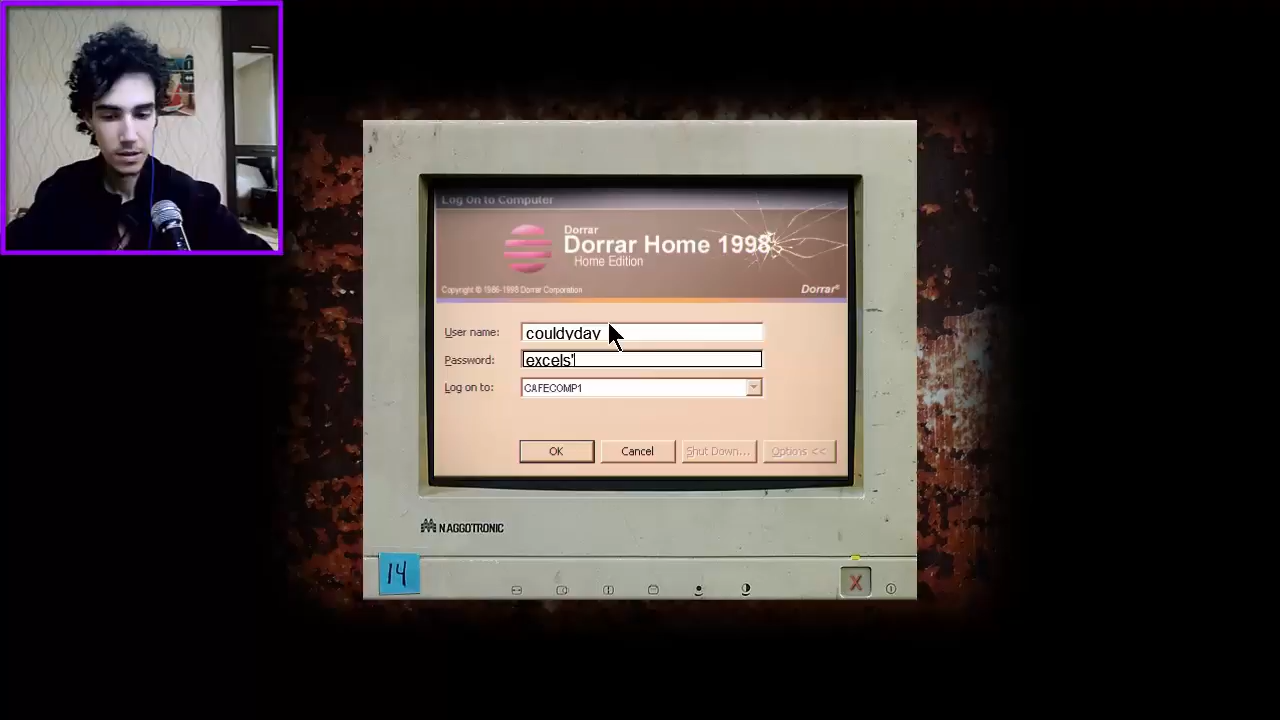 Log On to Computer
Dorrar
Dorrar Home 1998
Home Edition
Copyright © 1986-1998 Dorrar Corporation
Dorrar®
User name: couldyday
Password: excels'
Log on to: CAFECOMP1
OK Cancel Shut Down... Options <<
NAGGOTRONIC
14
X